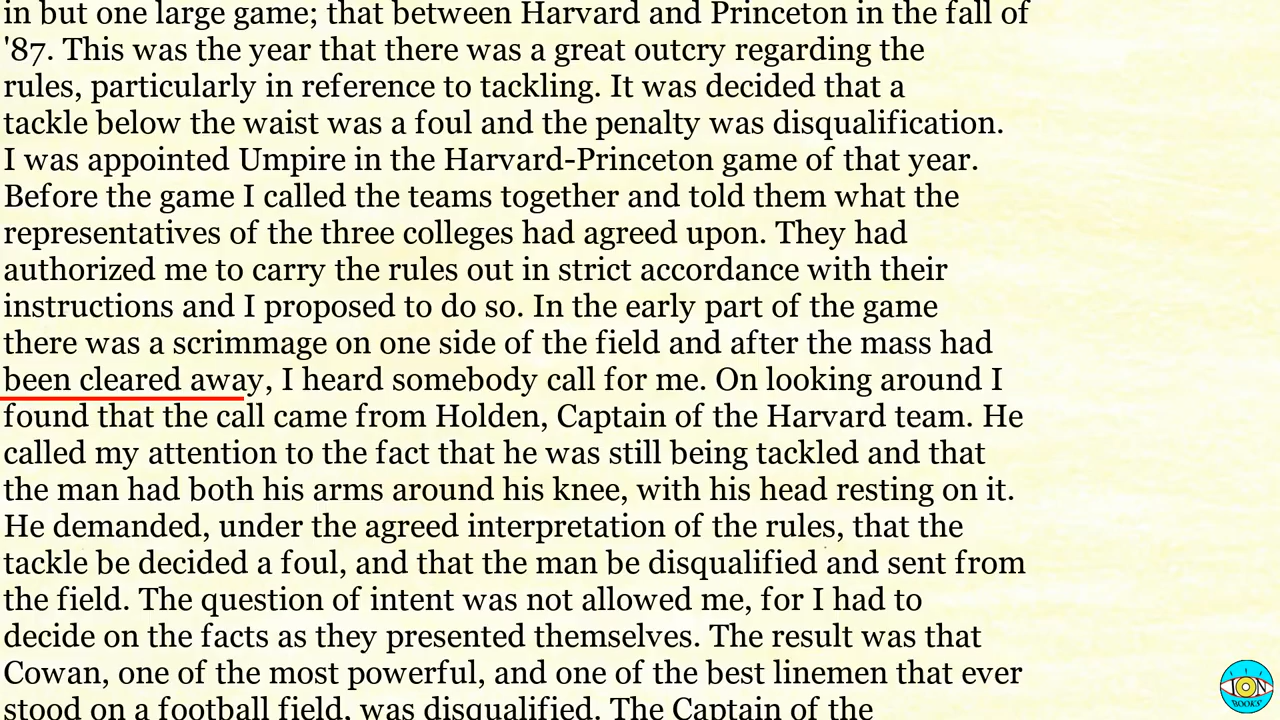 in but one large game; that between Harvard and Princeton in the fall of
'87. This was the year that there was a great outcry regarding the
rules, particularly in reference to tackling. It was decided that a
tackle below the waist was a foul and the penalty was disqualification.
I was appointed Umpire in the Harvard-Princeton game of that year.
Before the game I called the teams together and told them what the
representatives of the three colleges had agreed upon. They had
authorized me to carry the rules out in strict accordance with their
instructions and I proposed to do so. In the early part of the game
there was a scrimmage on one side of the field and after the mass had
been cleared away, I heard somebody call for me. On looking around I
found that the call came from Holden, Captain of the Harvard team. He
called my attention to the fact that he was still being tackled and that
the man had both his arms around his knee, with his head resting on it.
He demanded, under the agreed interpretation of the rules, that the
tackle be decided a foul, and that the man be disqualified and sent from
the field. The question of intent was not allowed me, for I had to
decide on the facts as they presented themselves. The result was that
Cowan, one of the most powerful, and one of the best linemen that ever
stood on a football field, was disqualified. The Captain of the
ION
BOOKS